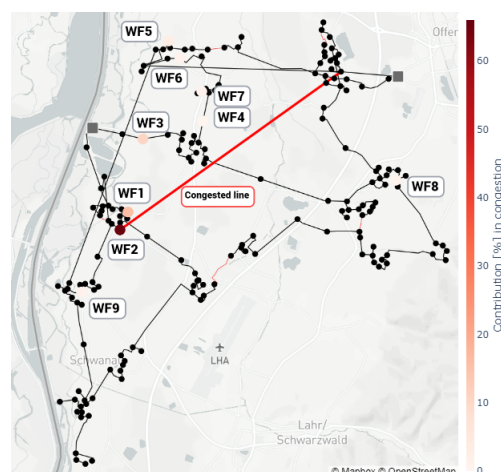 WF5
Offer
WF6
WF7
WF4
WF3
WF8
Congested line
WF1
WF2
WF9
Schwanau
LHA
Lahr/
Schwarzwald
© Mapbox © OpenStreetMap
60
50
40
30
20
10
0
Contribution [%] in congestion